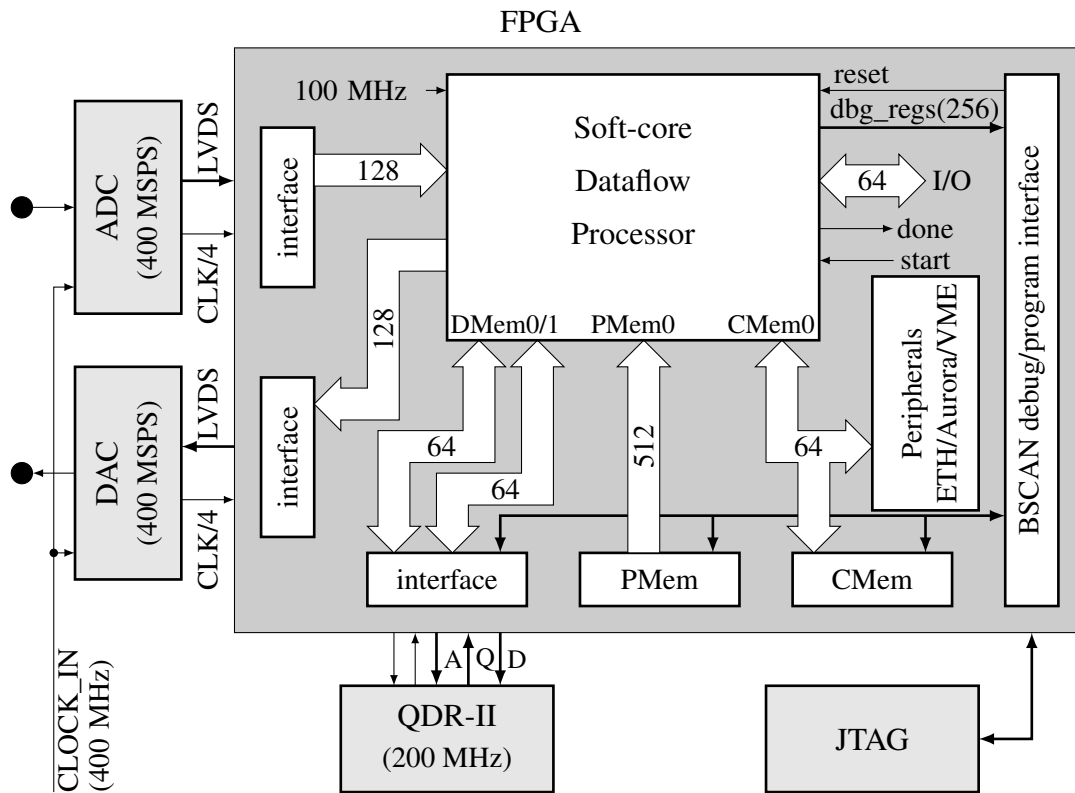 FPGA
100 MHz
Soft-core
Dataflow
Processor
reset
dbg_regs(256)
64
I/O
done
start
ADC
(400 MSPS)
LVDS
CLK/4
interface
128
128
DMem0/1
PMem0
CMem0
Peripherals
ETH/Aurora/VME
BSCAN debug/program interface
DAC
(400 MSPS)
LVDS
CLK/4
interface
64
64
512
64
interface
PMem
CMem
A
Q
D
CLOCK_IN
(400 MHz)
QDR-II
(200 MHz)
JTAG